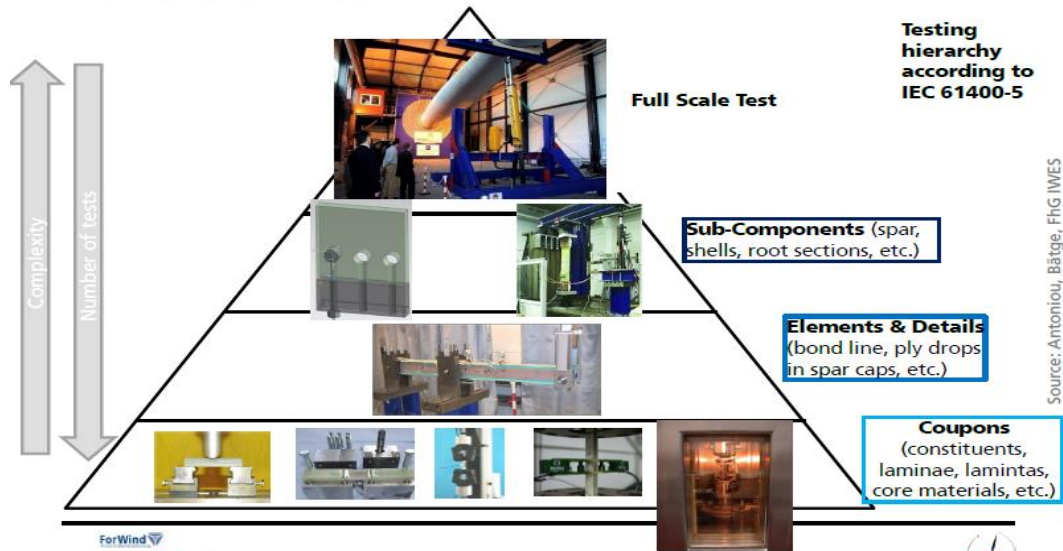 Testing
hierarchy
according to
IEC 61400-5
Full Scale Test
Complexity
Number of tests
Sub-Components (spar,
shells, root sections, etc.)
Elements & Details
(bond line, ply drops
in spar caps, etc.)
Coupons
(constituents,
laminae, lamintas,
core materials, etc.)
Source: Antoniou, Bätge, FhG IWES
ForWind